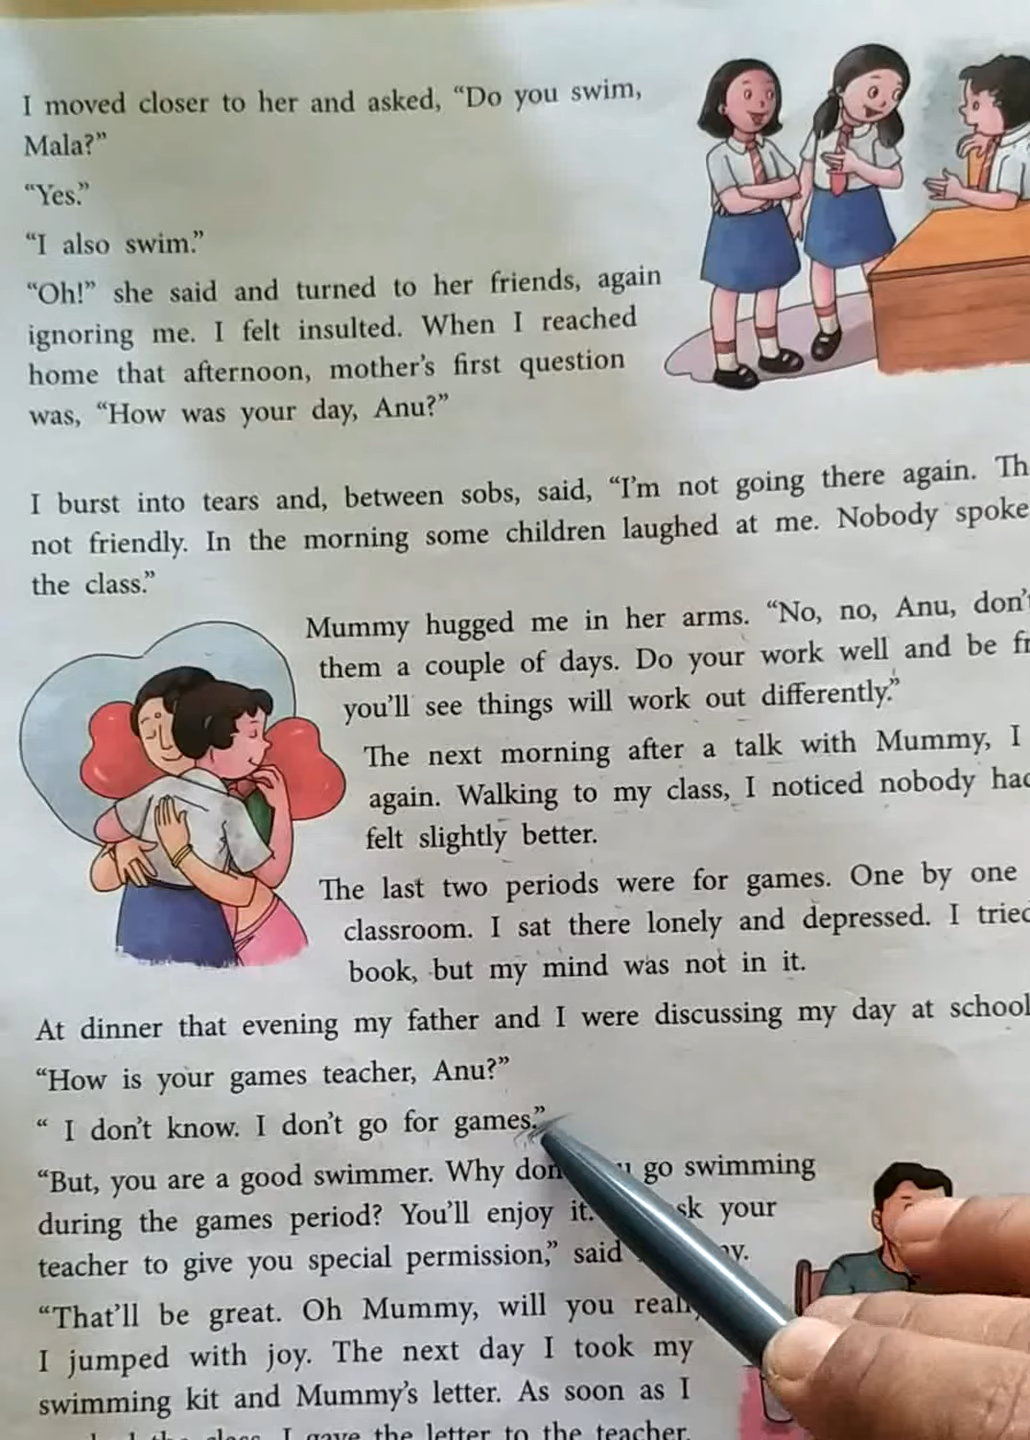 I moved closer to her and asked, “Do you swim,
Mala?”
“Yes.”
“I also swim.”
“Oh!” she said and turned to her friends, again
ignoring me. I felt insulted. When I reached
home that afternoon, mother’s first question
was, “How was your day, Anu?”
I burst into tears and, between sobs, said, “I’m not going there again. Th
not friendly. In the morning some children laughed at me. Nobody spoke
the class.”
Mummy hugged me in her arms. “No, no, Anu, don’t
them a couple of days. Do your work well and be fr
you’ll see things will work out differently.”
The next morning after a talk with Mummy, I
again. Walking to my class, I noticed nobody had
felt slightly better.
The last two periods were for games. One by one
classroom. I sat there lonely and depressed. I tried
book, but my mind was not in it.
At dinner that evening my father and I were discussing my day at school
“How is your games teacher, Anu?”
“ I don’t know. I don’t go for games.”
“But, you are a good swimmer. Why go swimming
during the games period? You’ll enjoy it. your
teacher to give you special permission,” said
“That’ll be great. Oh Mummy, will you
I jumped with joy. The next day I took my
swimming kit and Mummy’s letter. As soon as I
the class, I gave the letter to the teacher.